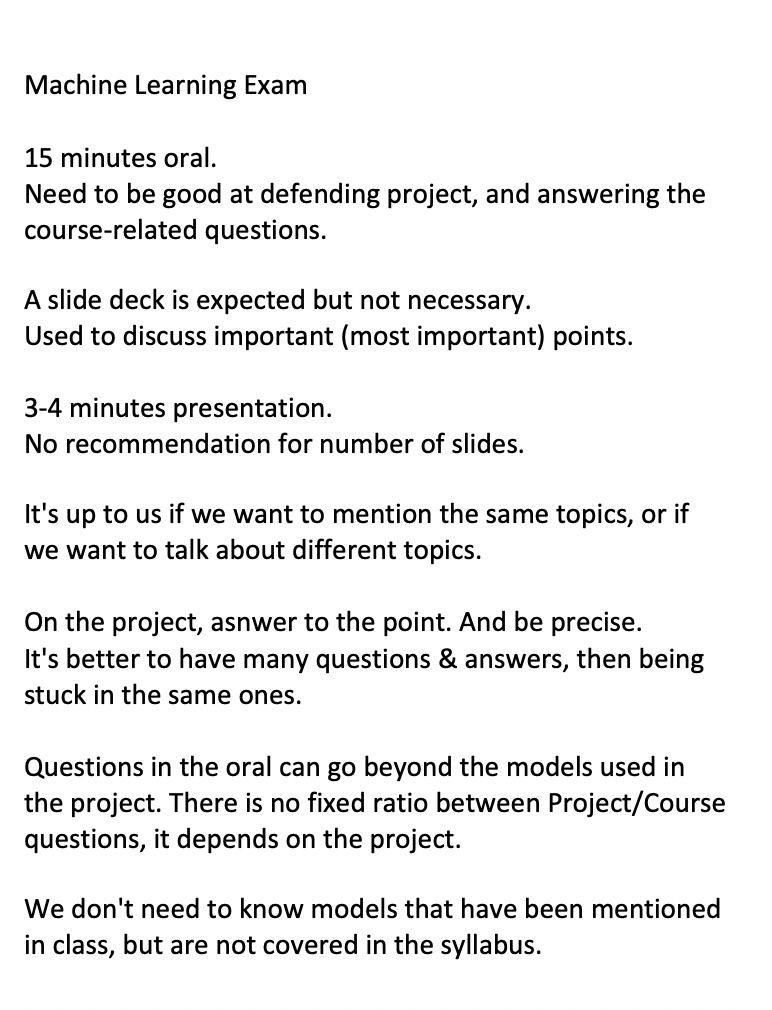 Machine Learning Exam
15 minutes oral.
Need to be good at defending project, and answering the
course-related questions.
A slide deck is expected but not necessary.
Used to discuss important (most important) points.
3-4 minutes presentation.
No recommendation for number of slides.
It's up to us if we want to mention the same topics, or if
we want to talk about different topics.
On the project, asnwer to the point. And be precise.
It's better to have many questions & answers, then being
stuck in the same ones.
Questions in the oral can go beyond the models used in
the project. There is no fixed ratio between Project/Course
questions, it depends on the project.
We don't need to know models that have been mentioned
in class, but are not covered in the syllabus.